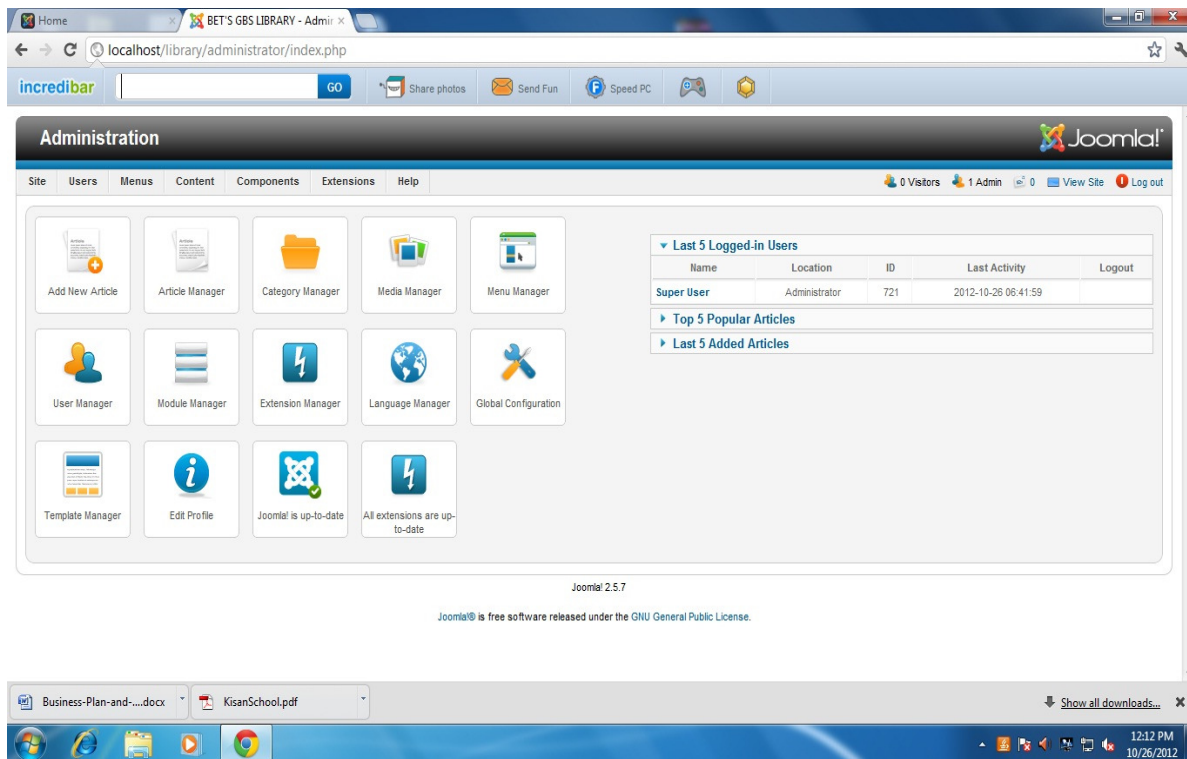 Home
BET'S GBS LIBRARY - Admir
localhost/library/administrator/index.php
incredibar GO Share photos Send Fun Speed PC
Administration
Joomla!
Site Users Menus Content Components Extensions Help
0 Visitors 1 Admin 0 View Site Log out
Add New Article Article Manager Category Manager Media Manager Menu Manager
User Manager Module Manager Extension Manager Language Manager Global Configuration
Template Manager Edit Profile Joomla! is up-to-date All extensions are up-
to-date
Last 5 Logged-in Users
Name Location ID Last Activity Logout
Super User Administrator 721 2012-10-26 06:41:59
Top 5 Popular Articles
Last 5 Added Articles
Joomla! 2.5.7
Joomla!® is free software released under the GNU General Public License.
Business-Plan-and-....docx KisanSchool.pdf Show all downloads...
12:12 PM
10/26/2012